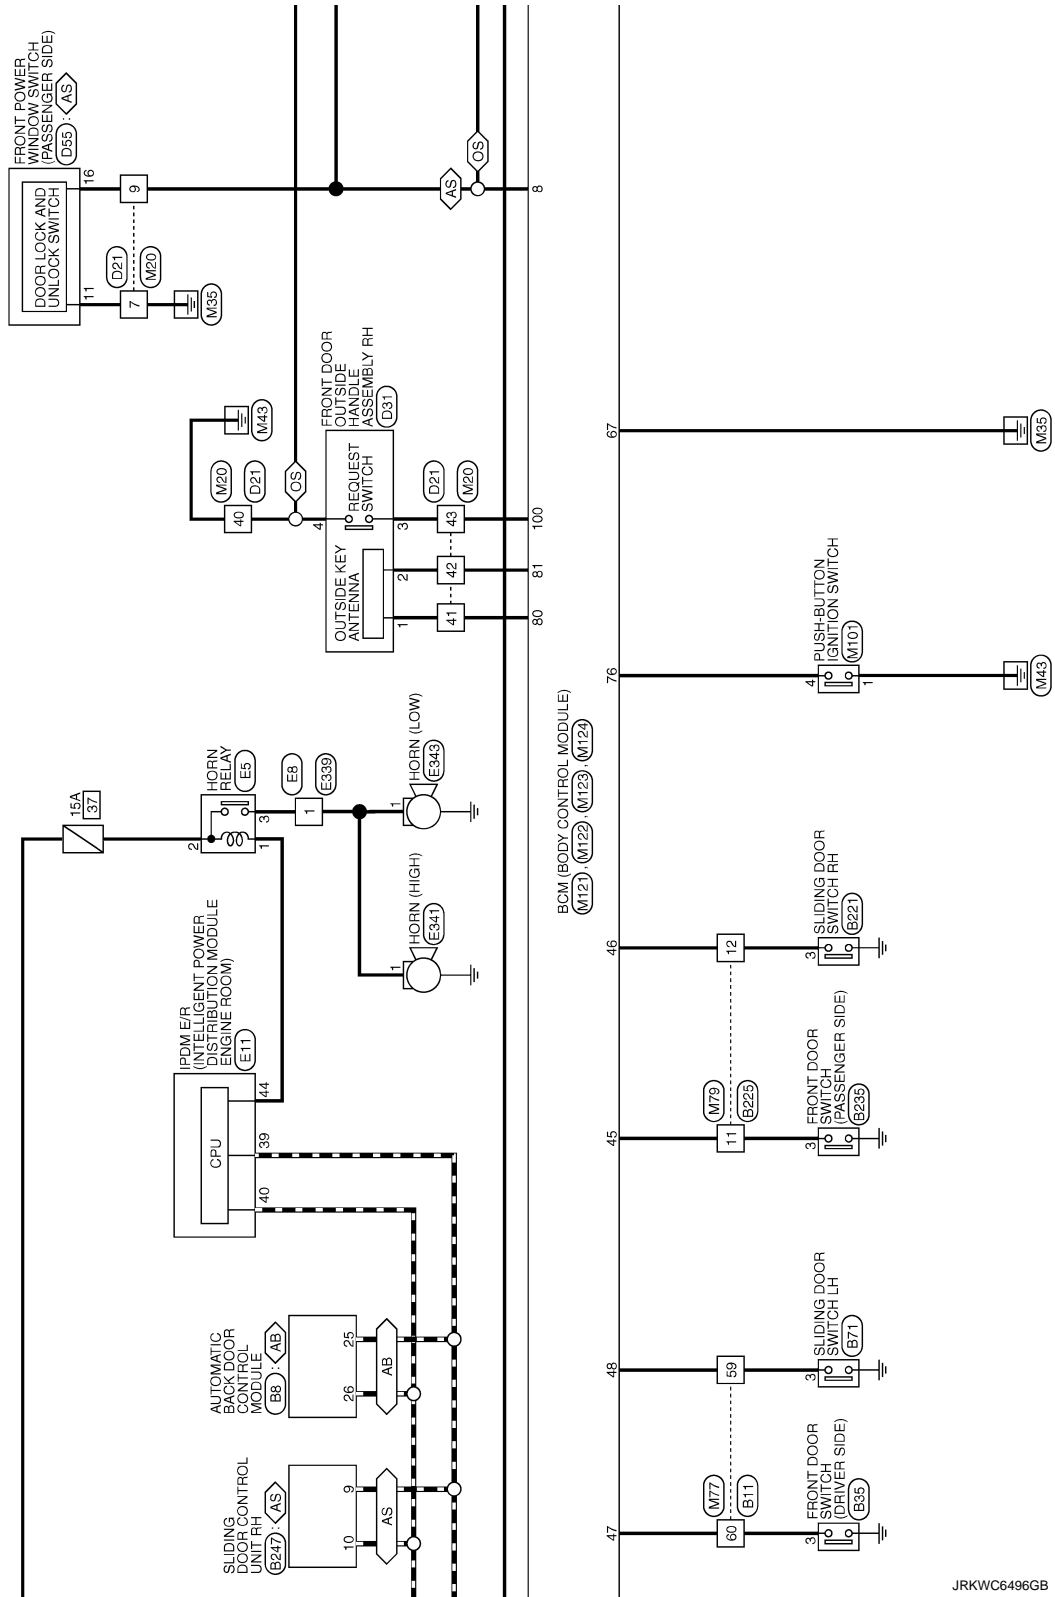 FRONT POWER
WINDOW SWITCH
(PASSENGER SIDE)
D55 : AS
DOOR LOCK AND
UNLOCK SWITCH
11
16
7
9
D21
M20
M35
AS
OS
8
M43
M20
D21
40
OS
FRONT DOOR
OUTSIDE
HANDLE
ASSEMBLY RH
D31
4
REQUEST
SWITCH
OUTSIDE KEY
ANTENNA
1
2
3
D21
M20
41
42
43
80
81
100
15A
37
HORN
RELAY
E5
2
1
3
E8
E339
1
HORN (LOW)
E343
1
HORN (HIGH)
E341
1
IPDM E/R
(INTELLIGENT POWER
DISTRIBUTION MODULE
ENGINE ROOM)
E11
CPU
40
39
44
AUTOMATIC
BACK DOOR
CONTROL
MODULE
B8 : AB
26
25
AB
SLIDING
DOOR CONTROL
UNIT RH
B247 : AS
10
9
AS
BCM (BODY CONTROL MODULE)
M121 , M122 , M123 , M124
47
48
45
46
76
67
M77
B11
60
59
M79
B225
11
12
3
FRONT DOOR
SWITCH
(DRIVER SIDE)
B35
3
SLIDING DOOR
SWITCH LH
B71
3
FRONT DOOR
SWITCH
(PASSENGER SIDE)
B235
3
SLIDING DOOR
SWITCH RH
B221
4
1
PUSH-BUTTON
IGNITION SWITCH
M101
M43
M35
JRKWC6496GB